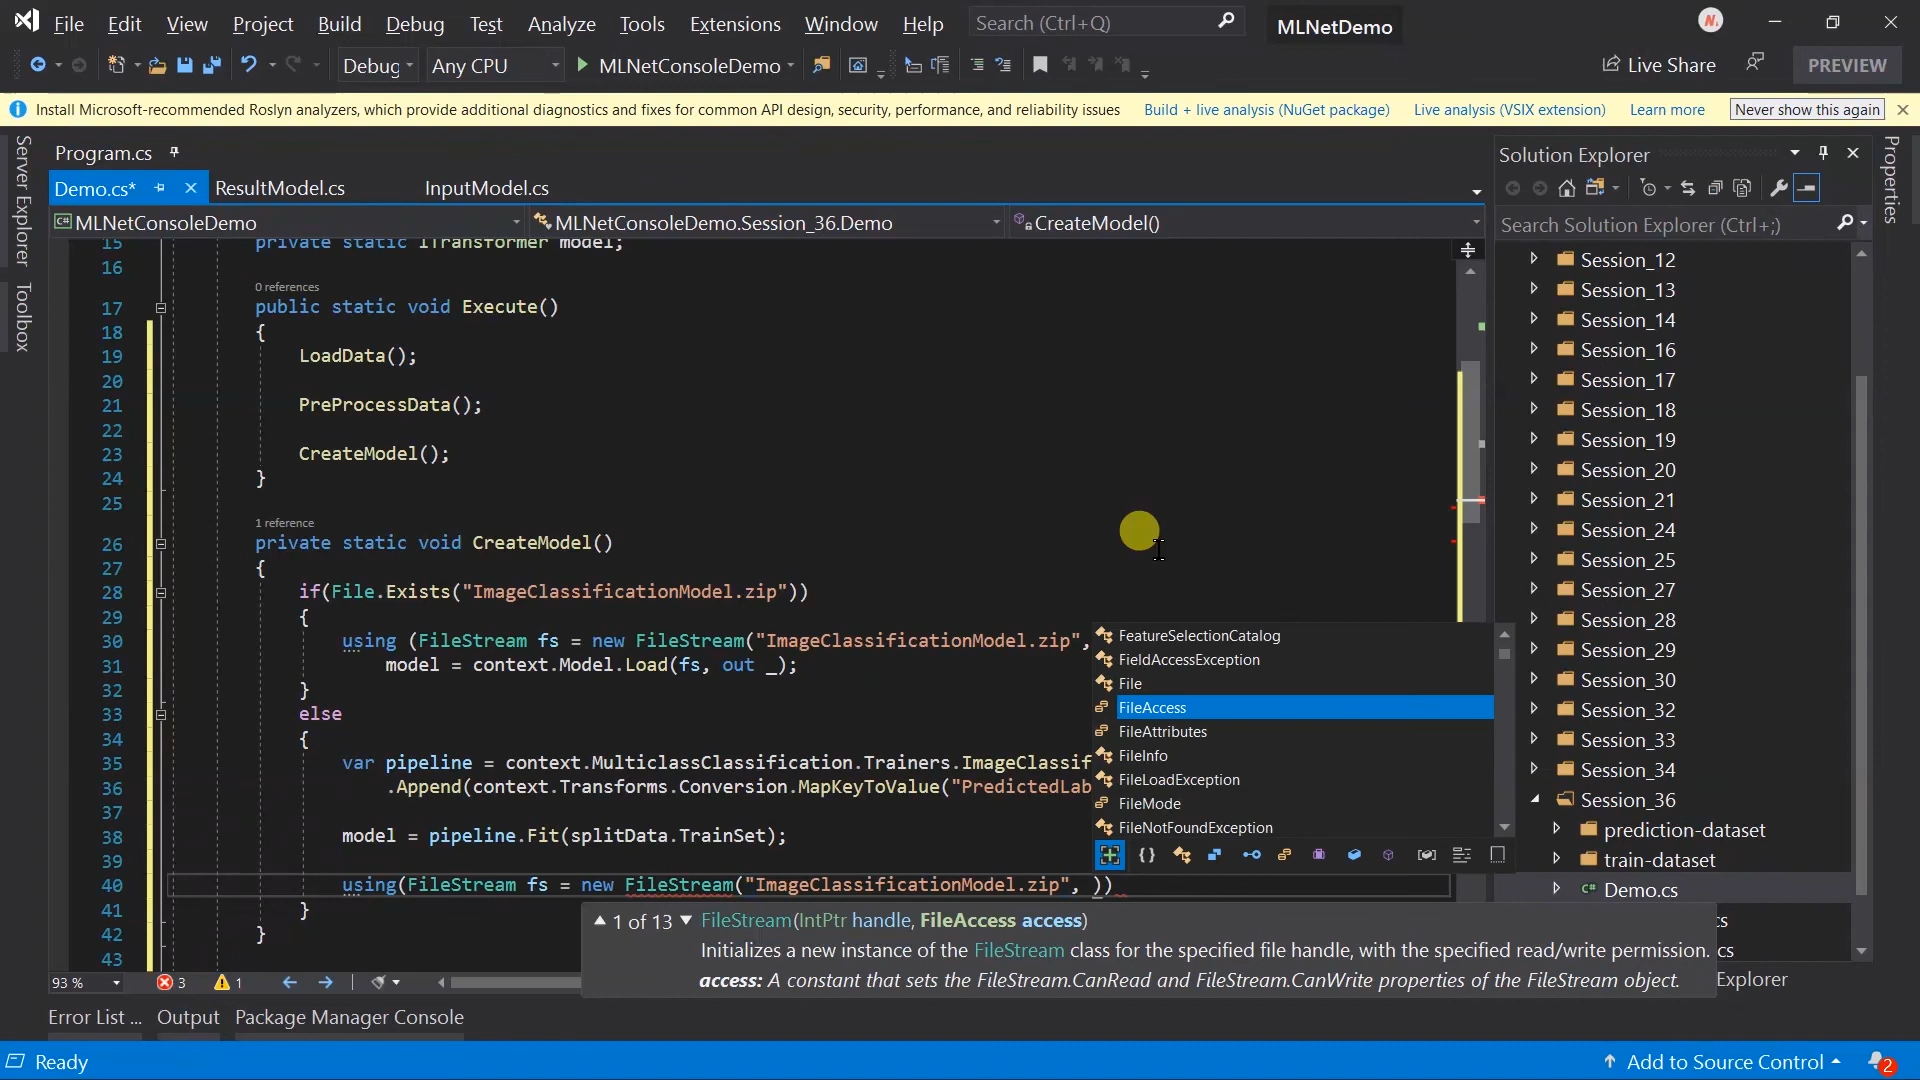 File Edit View Project Build Debug Test Analyze Tools Extensions Window Help Search (Ctrl+Q) MLNetDemo
Debug Any CPU MLNetConsoleDemo Live Share PREVIEW
Install Microsoft-recommended Roslyn analyzers, which provide additional diagnostics and fixes for common API design, security, performance, and reliability issues Build + live analysis (NuGet package) Live analysis (VSIX extension) Learn more Never show this again
Server Explorer
Toolbox
Program.cs
Demo.cs* ResultModel.cs InputModel.cs
MLNetConsoleDemo MLNetConsoleDemo.Session_36.Demo CreateModel()
15 private static ITransformer model;
16
0 references
17 public static void Execute()
18 {
19 LoadData();
20
21 PreProcessData();
22
23 CreateModel();
24 }
25
1 reference
26 private static void CreateModel()
27 {
28 if(File.Exists("ImageClassificationModel.zip"))
29 {
30 using (FileStream fs = new FileStream("ImageClassificationModel.zip",
31 model = context.Model.Load(fs, out _);
32 }
33 else
34 {
35 var pipeline = context.MulticlassClassification.Trainers.ImageClassif
36 .Append(context.Transforms.Conversion.MapKeyToValue("PredictedLab
37
38 model = pipeline.Fit(splitData.TrainSet);
39
40 using(FileStream fs = new FileStream("ImageClassificationModel.zip", ))
41 }
42 }
43
FeatureSelectionCatalog
FieldAccessException
File
FileAccess
FileAttributes
FileInfo
FileLoadException
FileMode
FileNotFoundException
1 of 13 FileStream(IntPtr handle, FileAccess access)
Initializes a new instance of the FileStream class for the specified file handle, with the specified read/write permission.
access: A constant that sets the FileStream.CanRead and FileStream.CanWrite properties of the FileStream object.
93 % 3 1
Error List ... Output Package Manager Console
Solution Explorer
Search Solution Explorer (Ctrl+;)
Session_12
Session_13
Session_14
Session_16
Session_17
Session_18
Session_19
Session_20
Session_21
Session_24
Session_25
Session_27
Session_28
Session_29
Session_30
Session_32
Session_33
Session_34
Session_36
prediction-dataset
train-dataset
C# Demo.cs
cs
cs
Explorer
Properties
Ready Add to Source Control 2